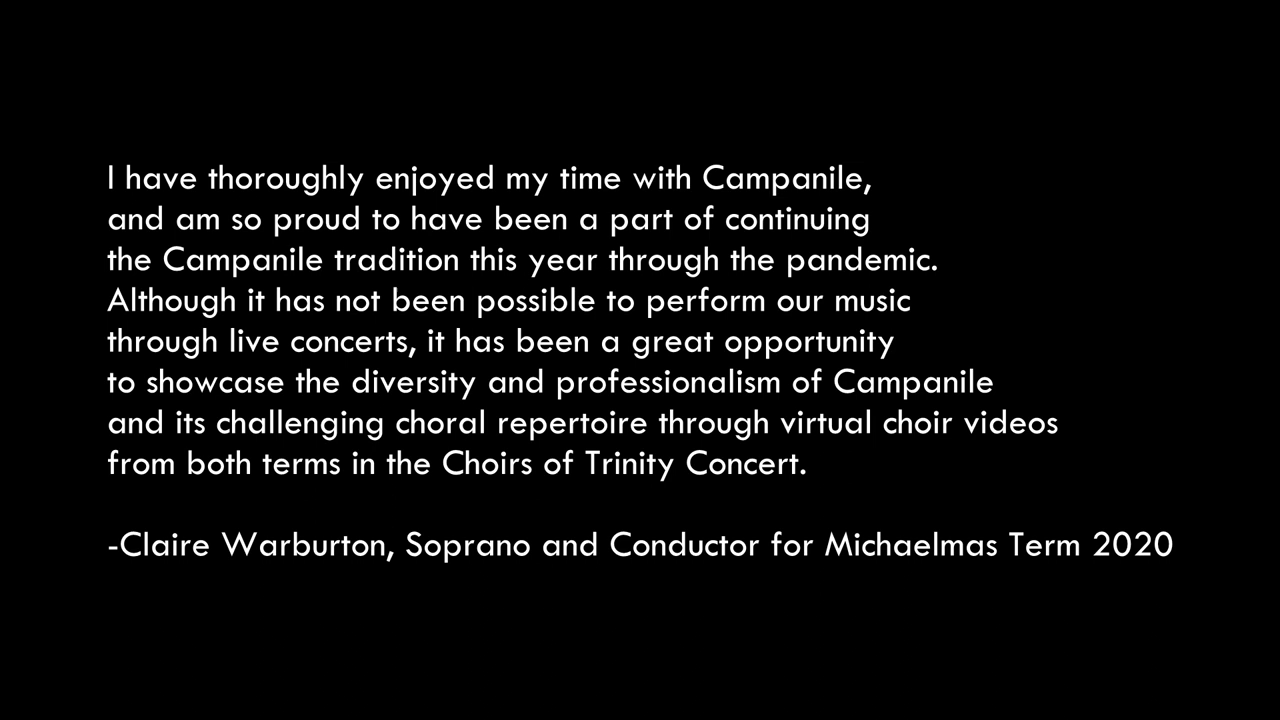 I have thoroughly enjoyed my time with Campanile,
and am so proud to have been a part of continuing
the Campanile tradition this year through the pandemic.
Although it has not been possible to perform our music
through live concerts, it has been a great opportunity
to showcase the diversity and professionalism of Campanile
and its challenging choral repertoire through virtual choir videos
from both terms in the Choirs of Trinity Concert.
-Claire Warburton, Soprano and Conductor for Michaelmas Term 2020